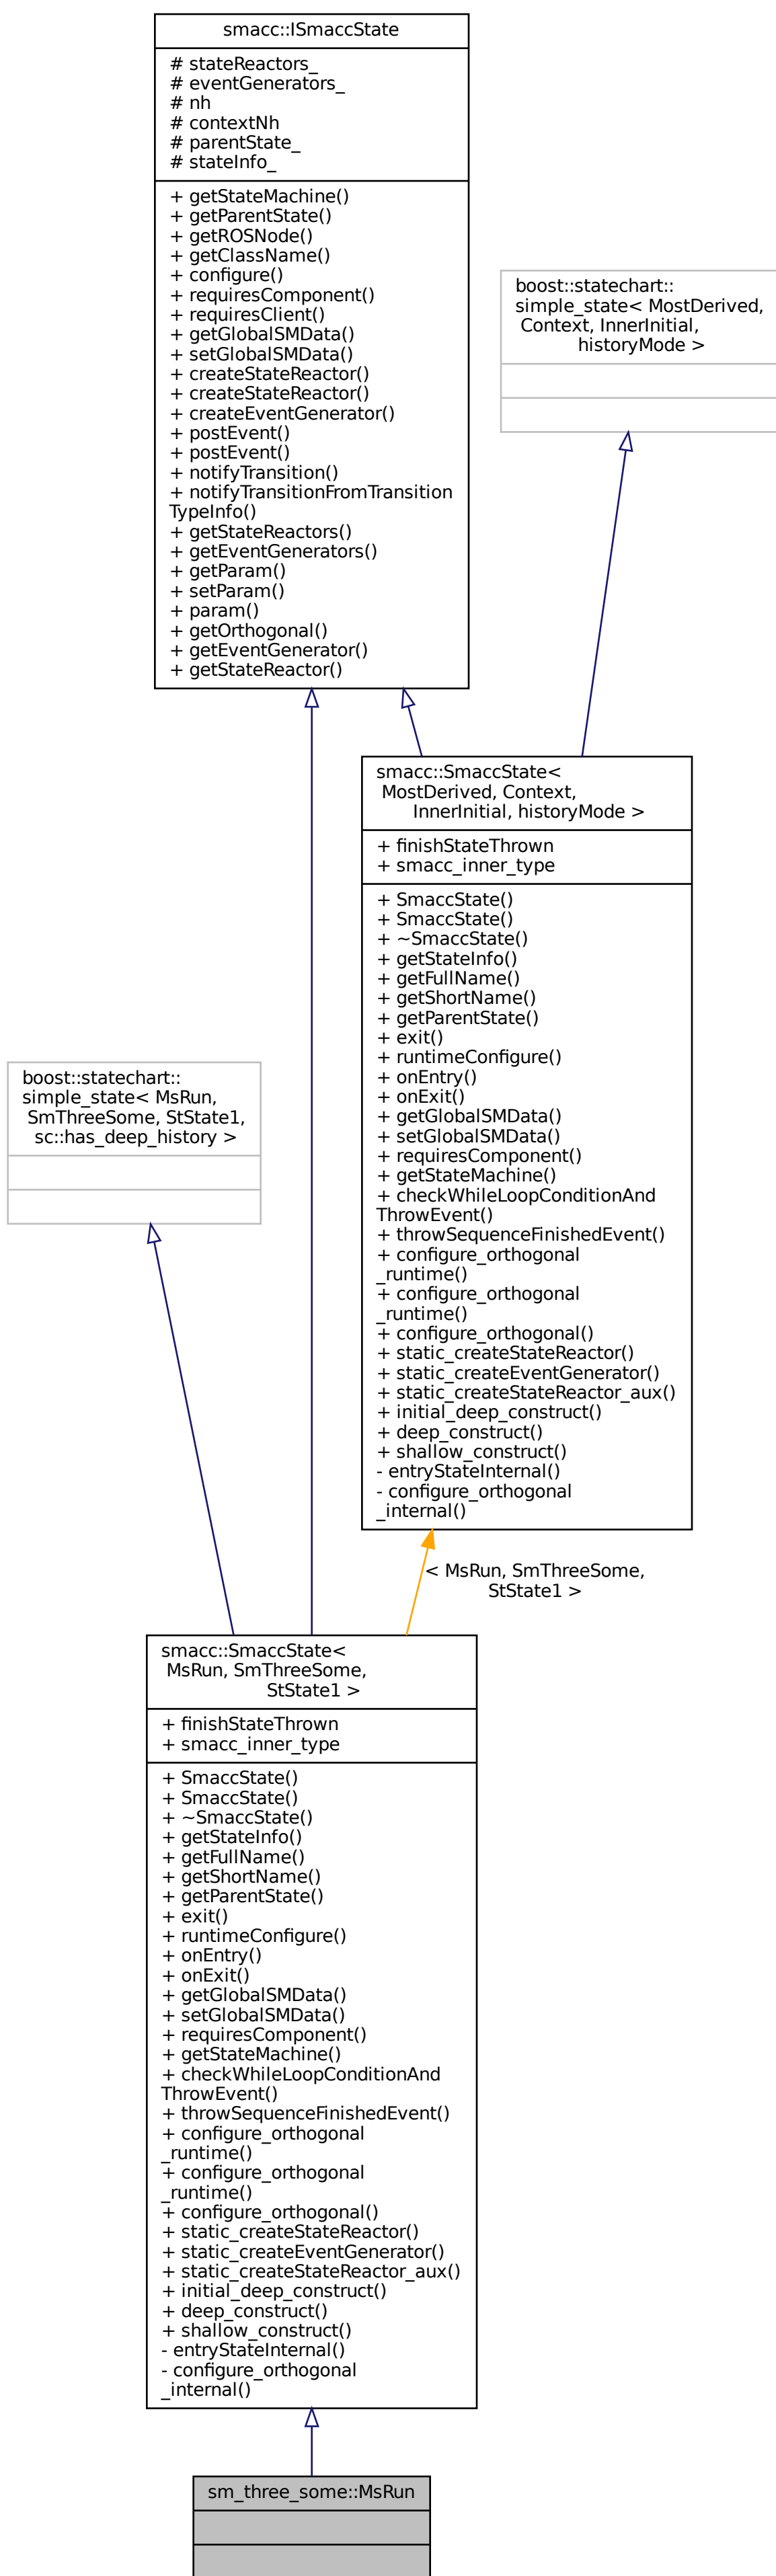 smacc::ISmaccState
# stateReactors_
# eventGenerators_
# nh
# contextNh
# parentState_
# stateInfo_
+ getStateMachine()
+ getParentState()
+ getROSNode()
+ getClassName()
+ configure()
+ requiresComponent()
+ requiresClient()
+ getGlobalSMData()
+ setGlobalSMData()
+ createStateReactor()
+ createStateReactor()
+ createEventGenerator()
+ postEvent()
+ postEvent()
+ notifyTransition()
+ notifyTransitionFromTransition
TypeInfo()
+ getStateReactors()
+ getEventGenerators()
+ getParam()
+ setParam()
+ param()
+ getOrthogonal()
+ getEventGenerator()
+ getStateReactor()
boost::statechart::
simple_state< MostDerived,
Context, InnerInitial,
historyMode >
smacc::SmaccState<
MostDerived, Context,
InnerInitial, historyMode >
+ finishStateThrown
+ smacc_inner_type
+ SmaccState()
+ SmaccState()
+ ~SmaccState()
+ getStateInfo()
+ getFullName()
+ getShortName()
+ getParentState()
+ exit()
+ runtimeConfigure()
+ onEntry()
+ onExit()
+ getGlobalSMData()
+ setGlobalSMData()
+ requiresComponent()
+ getStateMachine()
+ checkWhileLoopConditionAnd
ThrowEvent()
+ throwSequenceFinishedEvent()
+ configure_orthogonal
_runtime()
+ configure_orthogonal
_runtime()
+ configure_orthogonal()
+ static_createStateReactor()
+ static_createEventGenerator()
+ static_createStateReactor_aux()
+ initial_deep_construct()
+ deep_construct()
+ shallow_construct()
- entryStateInternal()
- configure_orthogonal
_internal()
boost::statechart::
simple_state< MsRun,
SmThreeSome, StState1,
sc::has_deep_history >
< MsRun, SmThreeSome,
StState1 >
smacc::SmaccState<
MsRun, SmThreeSome,
StState1 >
+ finishStateThrown
+ smacc_inner_type
+ SmaccState()
+ SmaccState()
+ ~SmaccState()
+ getStateInfo()
+ getFullName()
+ getShortName()
+ getParentState()
+ exit()
+ runtimeConfigure()
+ onEntry()
+ onExit()
+ getGlobalSMData()
+ setGlobalSMData()
+ requiresComponent()
+ getStateMachine()
+ checkWhileLoopConditionAnd
ThrowEvent()
+ throwSequenceFinishedEvent()
+ configure_orthogonal
_runtime()
+ configure_orthogonal
_runtime()
+ configure_orthogonal()
+ static_createStateReactor()
+ static_createEventGenerator()
+ static_createStateReactor_aux()
+ initial_deep_construct()
+ deep_construct()
+ shallow_construct()
- entryStateInternal()
- configure_orthogonal
_internal()
sm_three_some::MsRun